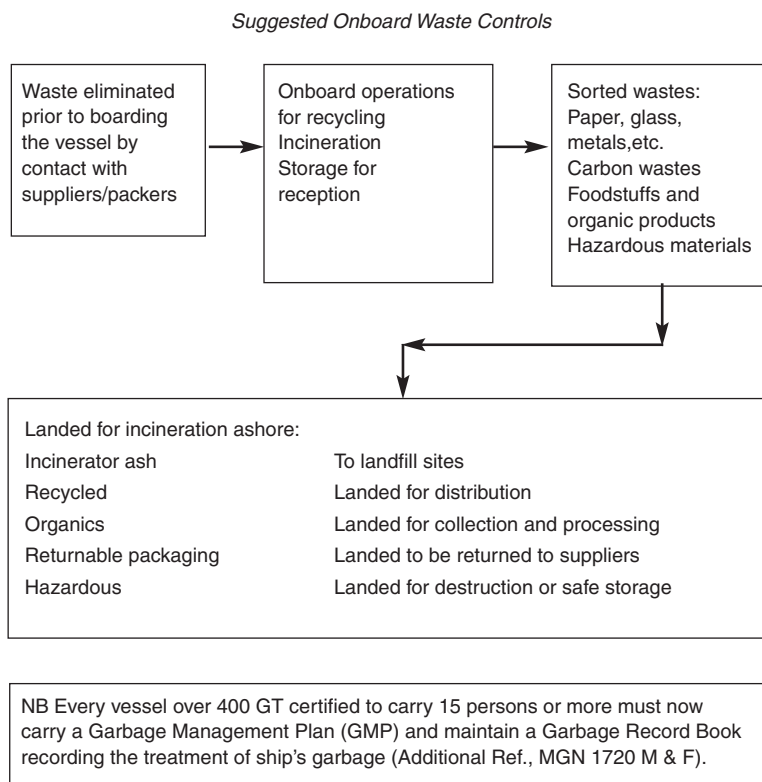 Suggested Onboard Waste Controls
Waste eliminated
prior to boarding
the vessel by
contact with
suppliers/packers
Onboard operations
for recycling
Incineration
Storage for
reception
Sorted wastes:
Paper, glass,
metals,etc.
Carbon wastes
Foodstuffs and
organic products
Hazardous materials
Landed for incineration ashore:
Incinerator ash To landfill sites
Recycled Landed for distribution
Organics Landed for collection and processing
Returnable packaging Landed to be returned to suppliers
Hazardous Landed for destruction or safe storage
NB Every vessel over 400 GT certified to carry 15 persons or more must now
carry a Garbage Management Plan (GMP) and maintain a Garbage Record Book
recording the treatment of ship’s garbage (Additional Ref., MGN 1720 M & F).